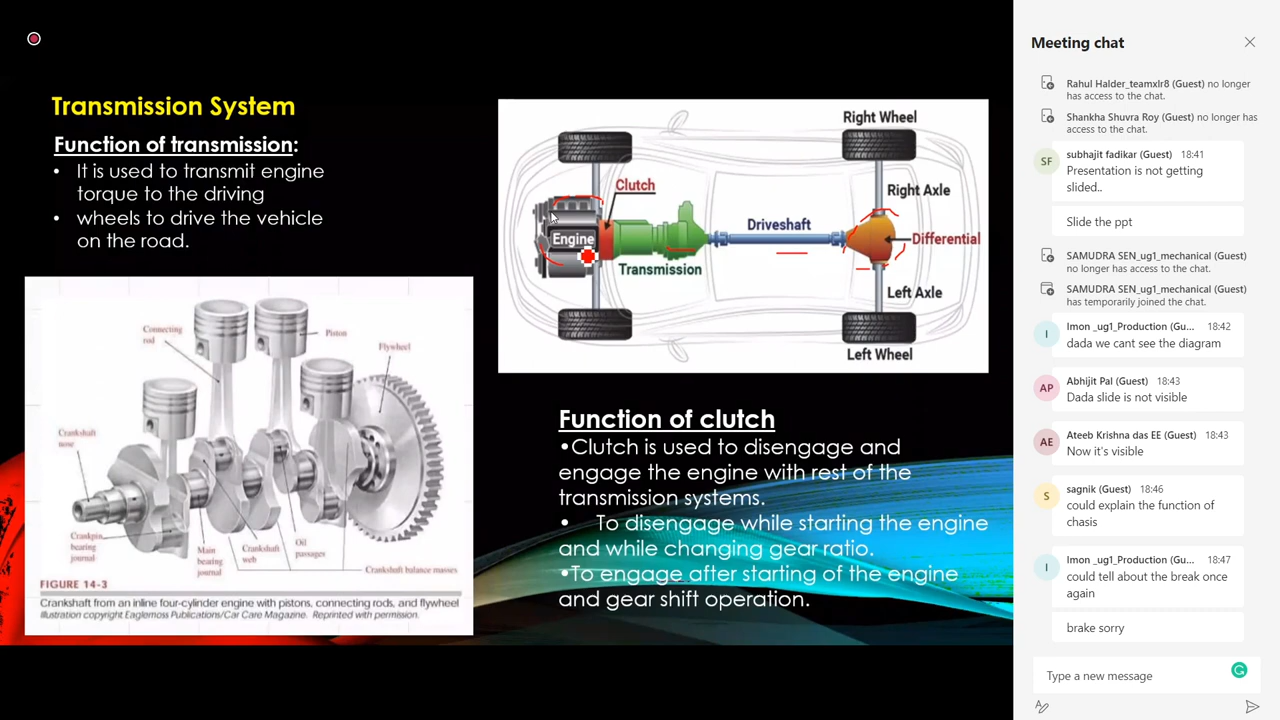 Transmission System
Function of transmission:
• It is used to transmit engine
torque to the driving
• wheels to drive the vehicle
on the road.
Right Wheel
Clutch
Right Axle
Driveshaft
Engine
Differential
Transmission
Left Axle
Left Wheel
Connecting
rod
Piston
Flywheel
Crankshaft
nose
Crankpin
bearing
journal
Main
bearing
journal
Crankshaft
web
Oil
passages
Crankshaft balance masses
FIGURE 14-3
Crankshaft from an inline four-cylinder engine with pistons, connecting rods, and flywheel
Illustration copyright Eaglemoss Publications/Car Care Magazine. Reprinted with permission.
Function of clutch
•Clutch is used to disengage and
engage the engine with rest of the
transmission systems.
• To disengage while starting the engine
and while changing gear ratio.
•To engage after starting of the engine
and gear shift operation.
Meeting chat
Rahul Halder_teamxlr8 (Guest) no longer
has access to the chat.
Shankha Shuvra Roy (Guest) no longer has
access to the chat.
SF
subhajit fadikar (Guest) 18:41
Presentation is not getting
slided..
Slide the ppt
SAMUDRA SEN_ug1_mechanical (Guest)
no longer has access to the chat.
SAMUDRA SEN_ug1_mechanical (Guest)
has temporarily joined the chat.
I
Imon _ug1_Production (Gu... 18:42
dada we cant see the diagram
AP
Abhijit Pal (Guest) 18:43
Dada slide is not visible
AE
Ateeb Krishna das EE (Guest) 18:43
Now it's visible
S
sagnik (Guest) 18:46
could explain the function of
chasis
I
Imon _ug1_Production (Gu... 18:47
could tell about the break once
again
brake sorry
Type a new message